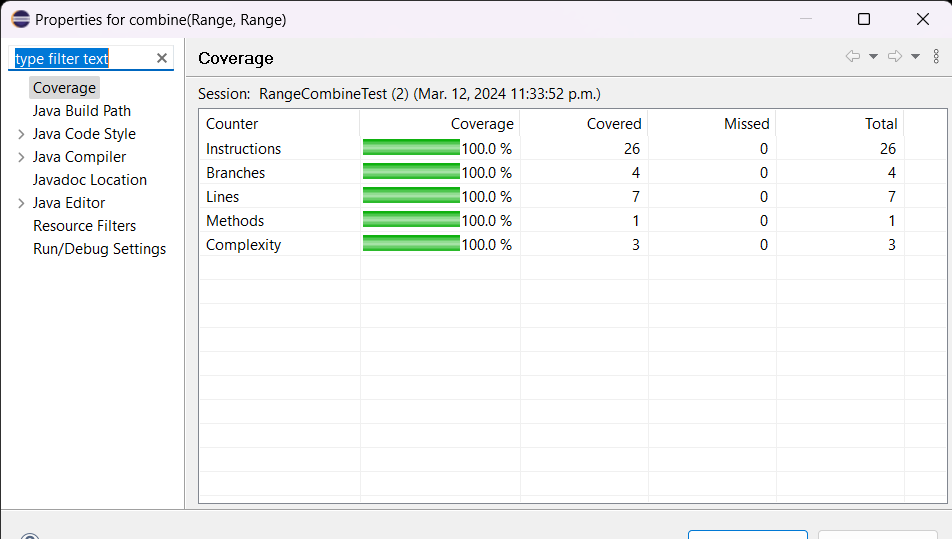 Properties for combine(Range, Range)
type filter text
Coverage
Java Build Path
Java Code Style
Java Compiler
Javadoc Location
Java Editor
Resource Filters
Run/Debug Settings
Coverage
Session: RangeCombineTest (2) (Mar. 12, 2024 11:33:52 p.m.)
Counter Coverage Covered Missed Total
Instructions 100.0 % 26 0 26
Branches 100.0 % 4 0 4
Lines 100.0 % 7 0 7
Methods 100.0 % 1 0 1
Complexity 100.0 % 3 0 3